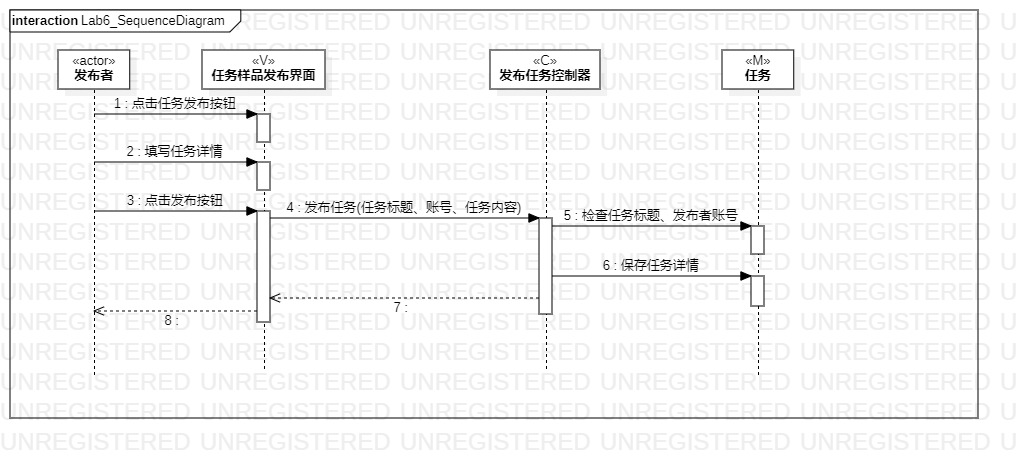 interaction Lab6_SequenceDiagram
«actor»
发布者
«V»
任务样品发布界面
«C»
发布任务控制器
«M»
任务
1 : 点击任务发布按钮
2 : 填写任务详情
3 : 点击发布按钮
4 : 发布任务(任务标题、账号、任务内容)
5 : 检查任务标题、发布者账号
6 : 保存任务详情
7 :
8 :
UNREGISTERED